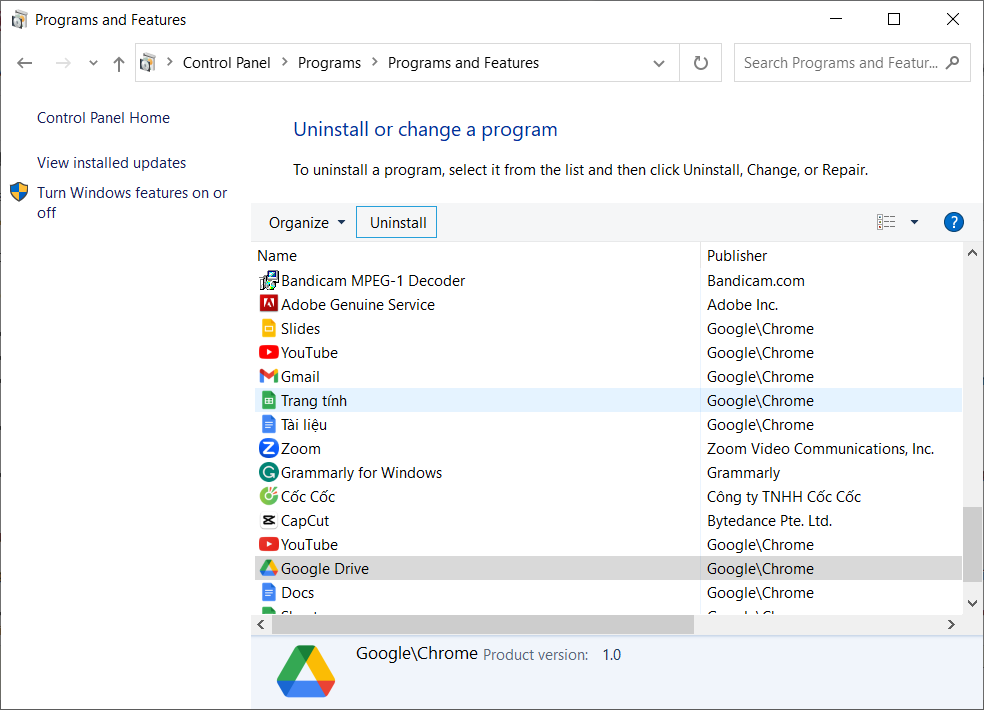 Programs and Features
Control Panel Programs Programs and Features
Search Programs and Featur...
Control Panel Home
View installed updates
Turn Windows features on or
off
Uninstall or change a program
To uninstall a program, select it from the list and then click Uninstall, Change, or Repair.
Organize Uninstall
Name Publisher
Bandicam MPEG-1 Decoder Bandicam.com
Adobe Genuine Service Adobe Inc.
Slides Google\Chrome
YouTube Google\Chrome
Gmail Google\Chrome
Trang tính Google\Chrome
Tài liệu Google\Chrome
Zoom Zoom Video Communications, Inc.
Grammarly for Windows Grammarly
Cốc Cốc Công ty TNHH Cốc Cốc
CapCut Bytedance Pte. Ltd.
YouTube Google\Chrome
Google Drive Google\Chrome
Docs Google\Chrome
Google\Chrome Product version: 1.0